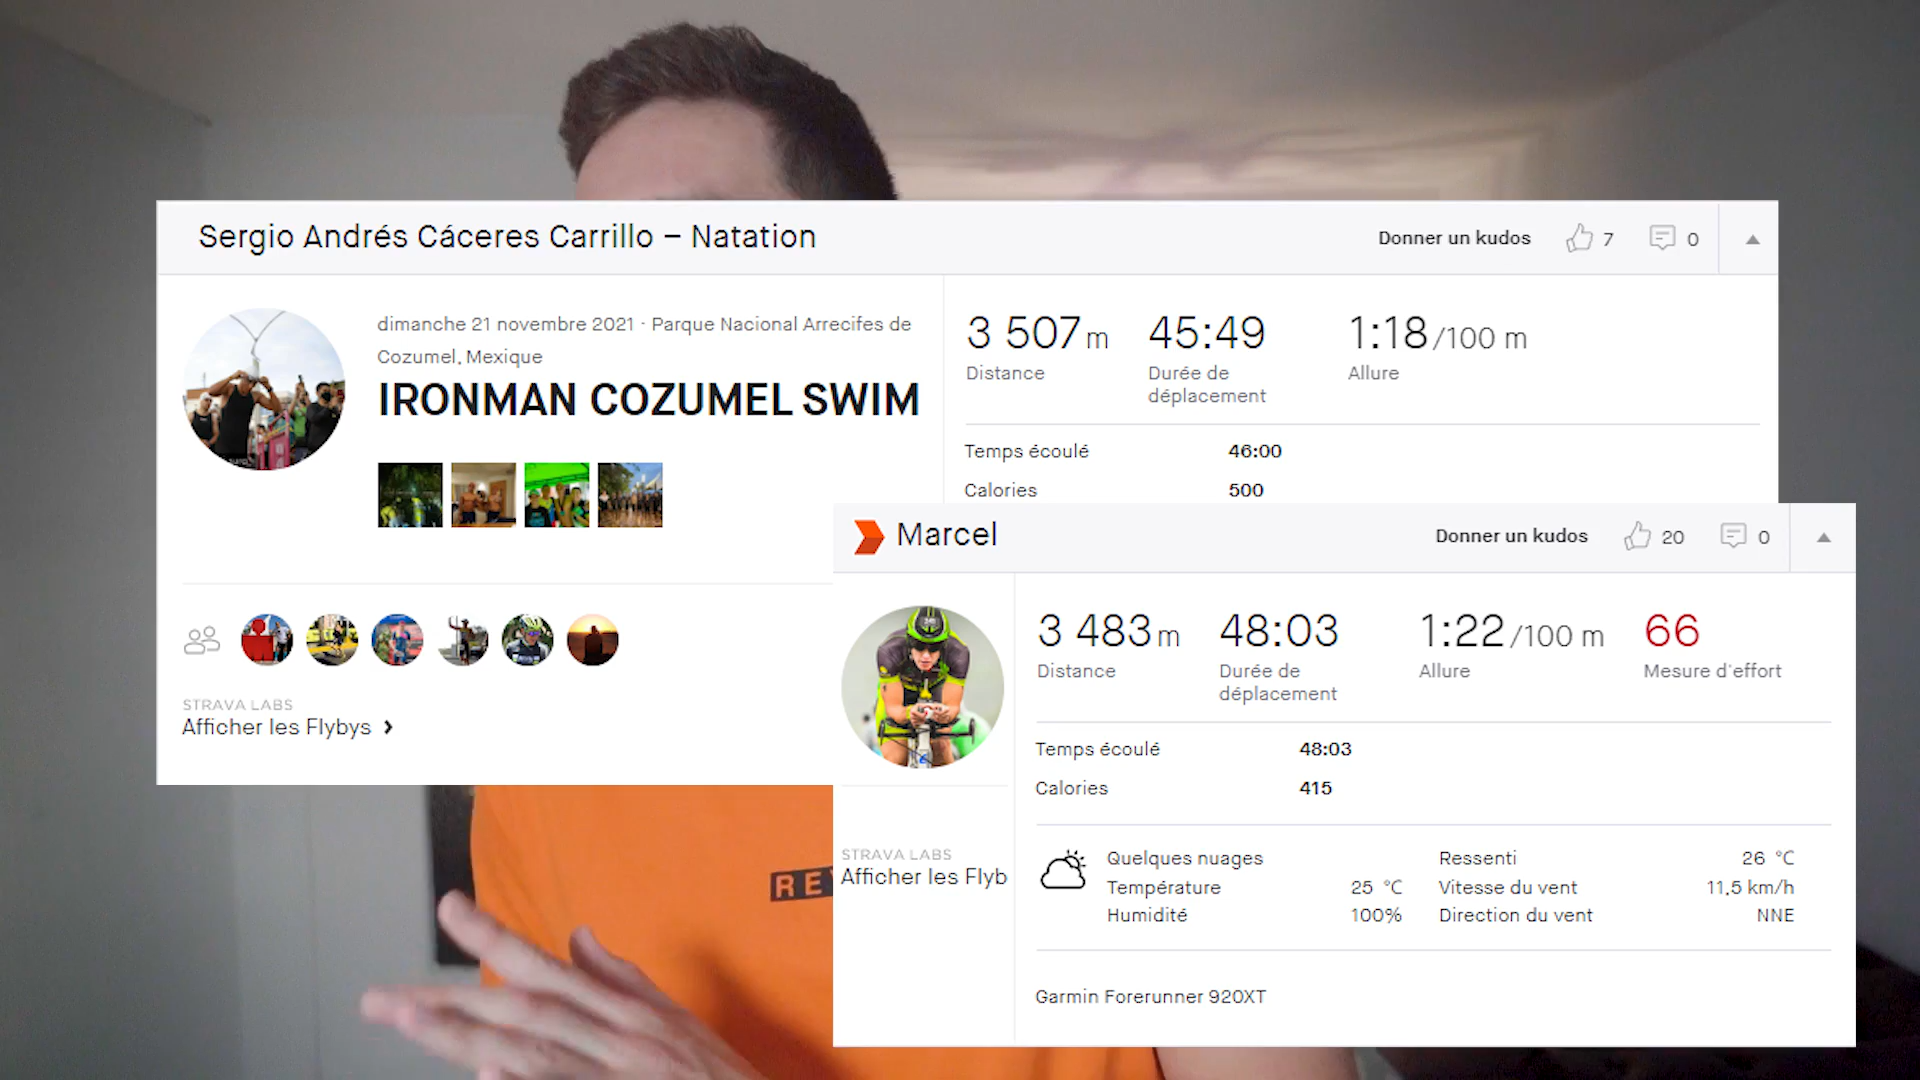 Sergio Andrés Cáceres Carrillo – Natation
Donner un kudos 7 0
dimanche 21 novembre 2021 · Parque Nacional Arrecifes de
Cozumel, Mexique
IRONMAN COZUMEL SWIM
3 507 m 45:49 1:18 /100 m
Distance Durée de déplacement Allure
Temps écoulé 46:00
Calories 500
STRAVA LABS
Afficher les Flybys
Marcel
Donner un kudos 20 0
3 483 m 48:03 1:22 /100 m 66
Distance Durée de déplacement Allure Mesure d'effort
Temps écoulé 48:03
Calories 415
STRAVA LABS
Afficher les Flyb
Quelques nuages Ressenti 26 °C
Température 25 °C Vitesse du vent 11,5 km/h
Humidité 100% Direction du vent NNE
Garmin Forerunner 920XT
RE